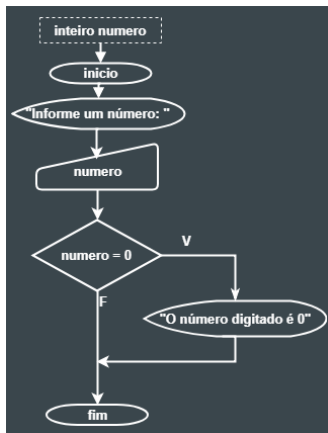 inteiro numero
inicio
"Informe um número: "
numero
numero = 0
V
F
"O número digitado é 0"
fim